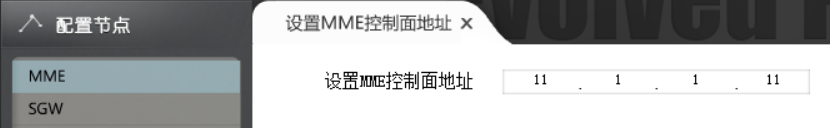 配置节点
设置MME控制面地址 ×
MME
SGW
设置MME控制面地址 11 . 1 . 1 . 11